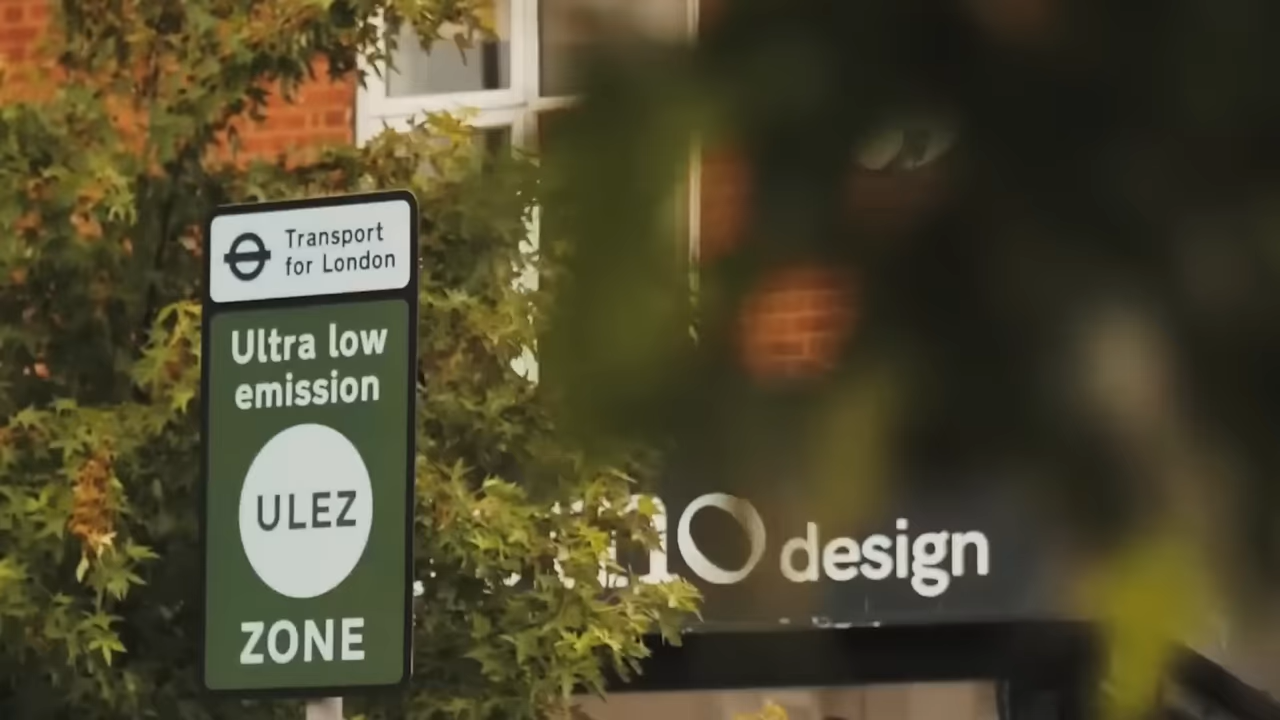 Transport
for London
Ultra low
emission
ULEZ
ZONE
design